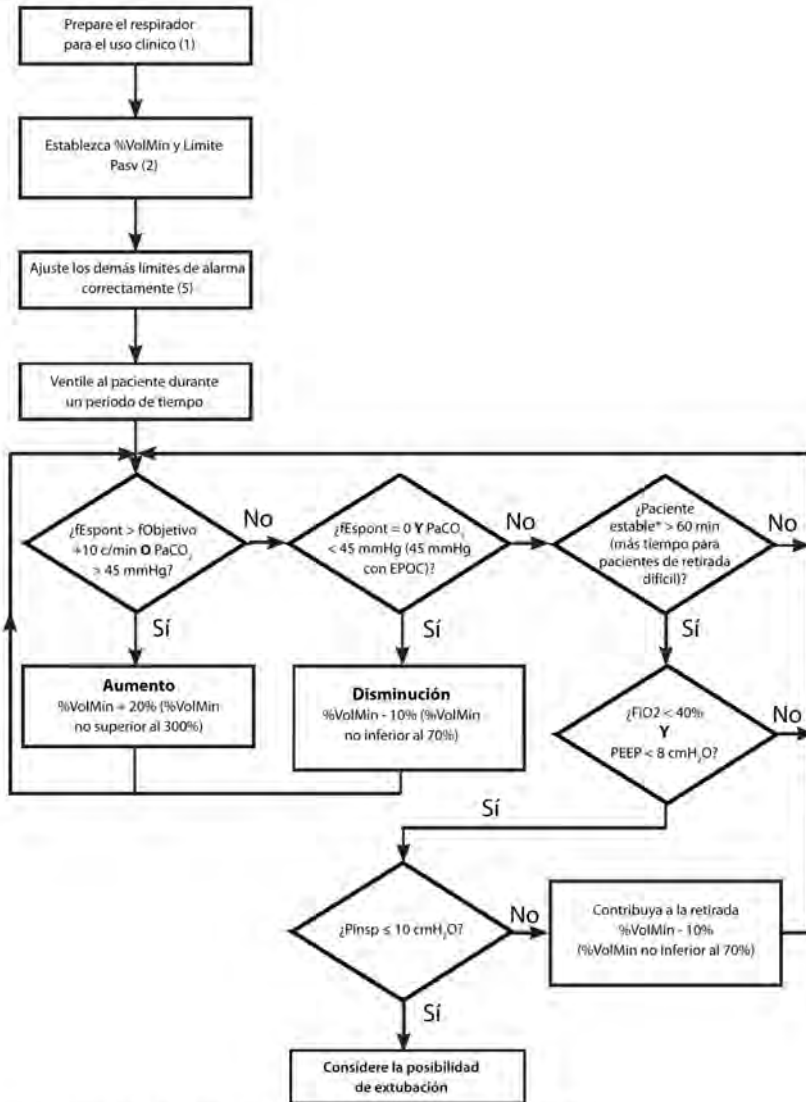 Prepare el respirador
para el uso clínico (1)
Establezca %VolMin y Límite
Pasv (2)
Ajuste los demás límites de alarma
correctamente (5)
Ventile al paciente durante
un periodo de tiempo
¿fEspont > fObjetivo
+10 c/min O PaCO2
> 45 mmHg?
No
¿fEspont = 0 Y PaCO2
< 45 mmHg (45 mmHg
con EPOC)?
No
¿Paciente
estable* > 60 min
(más tiempo para
pacientes de retirada
difícil)?
No
Sí
Sí
Sí
Aumento
%VolMin + 20% (%VolMin
no superior al 300%)
Disminución
%VolMin - 10% (%VolMin
no inferior al 70%)
¿FiO2 < 40%
Y
PEEP < 8 cmH2O?
No
Sí
¿Pinsp ≤ 10 cmH2O?
No
Contribuya a la retirada
%VolMin - 10%
(%VolMin no Inferior al 70%)
Sí
Considere la posibilidad
de extubación